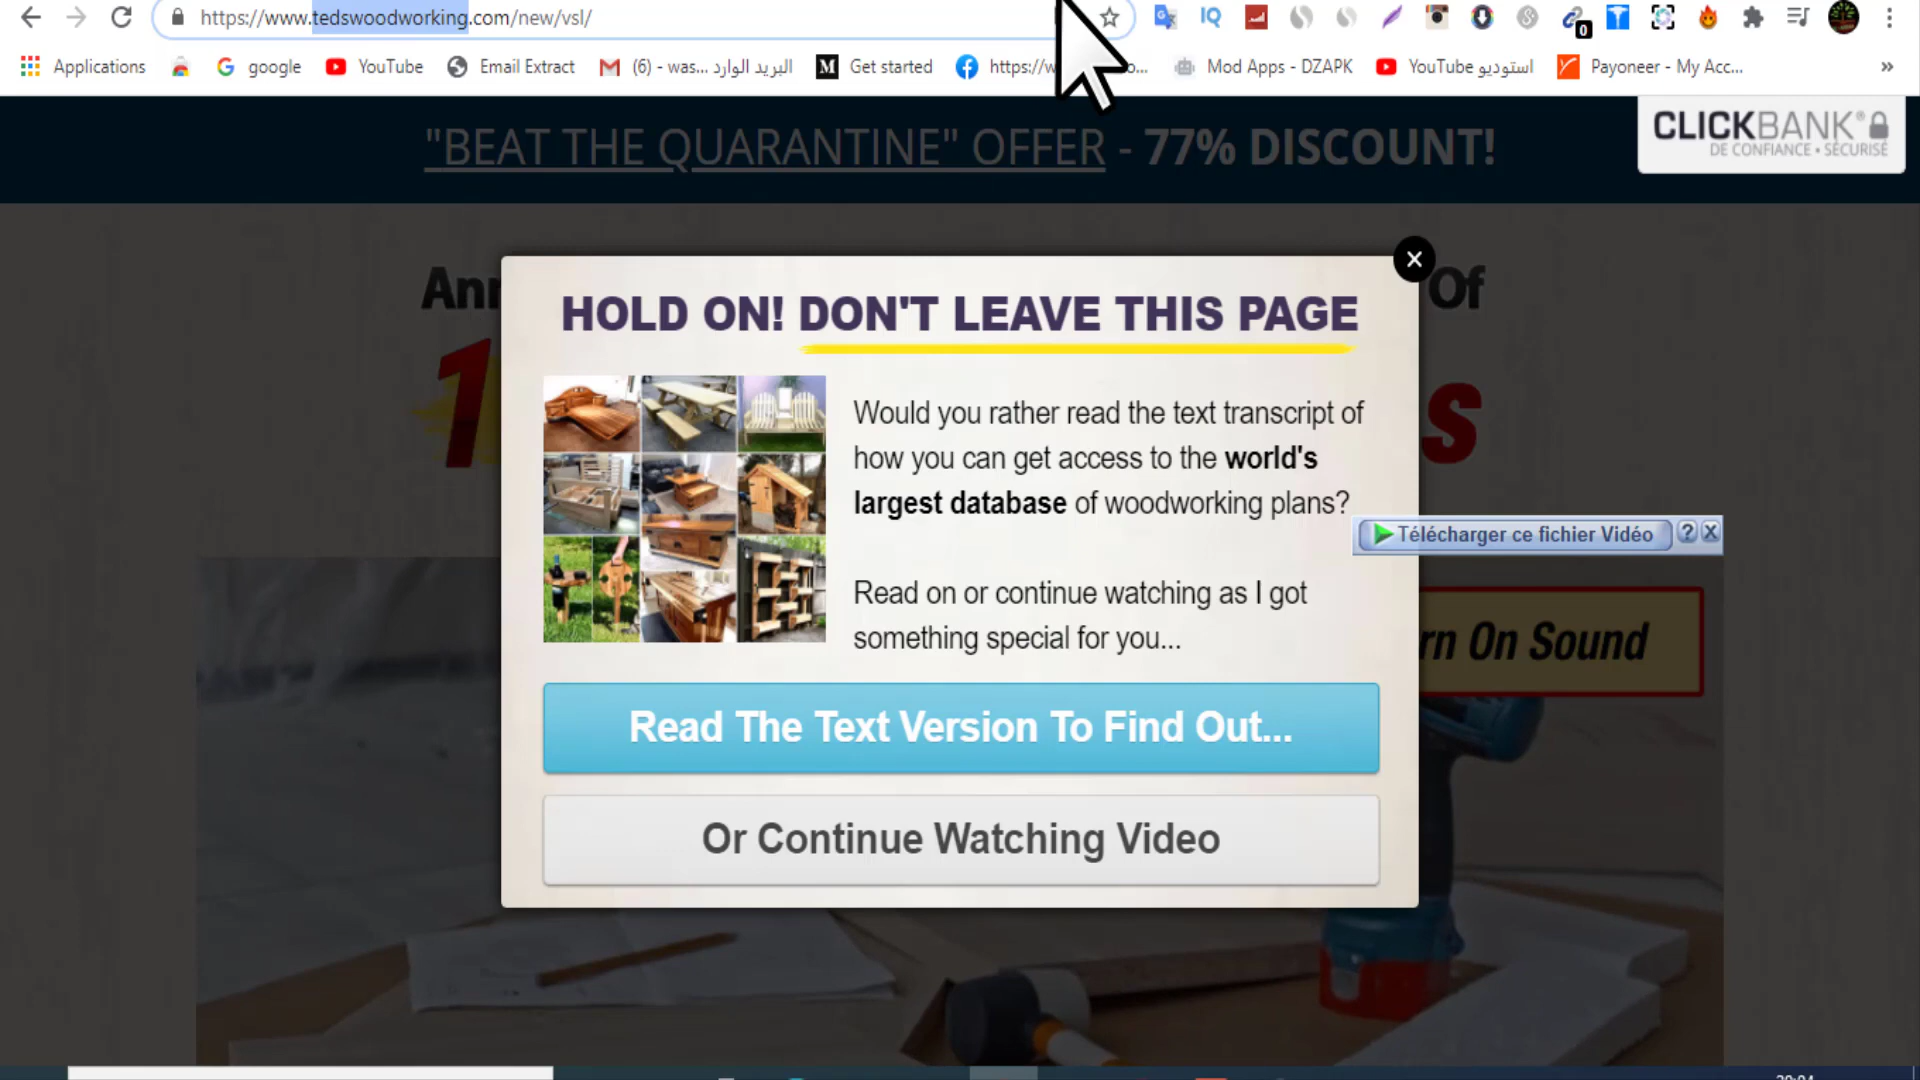 https://www.tedswoodworking.com/new/vsl/
IQ
0
Applications
google
YouTube
Email Extract
البريد الوارد (6) - was...
Get started
Mod Apps - DZAPK
استوديو YouTube
Payoneer - My Acc...
»
"BEAT THE QUARANTINE" OFFER - 77% DISCOUNT!
CLICKBANK®
DE CONFIANCE • SÉCURISÉ
Of
HOLD ON! DON'T LEAVE THIS PAGE
Would you rather read the text transcript of
how you can get access to the world's
largest database of woodworking plans?
Télécharger ce fichier Vidéo ? X
Read on or continue watching as I got
something special for you...
On Sound
Read The Text Version To Find Out...
Or Continue Watching Video